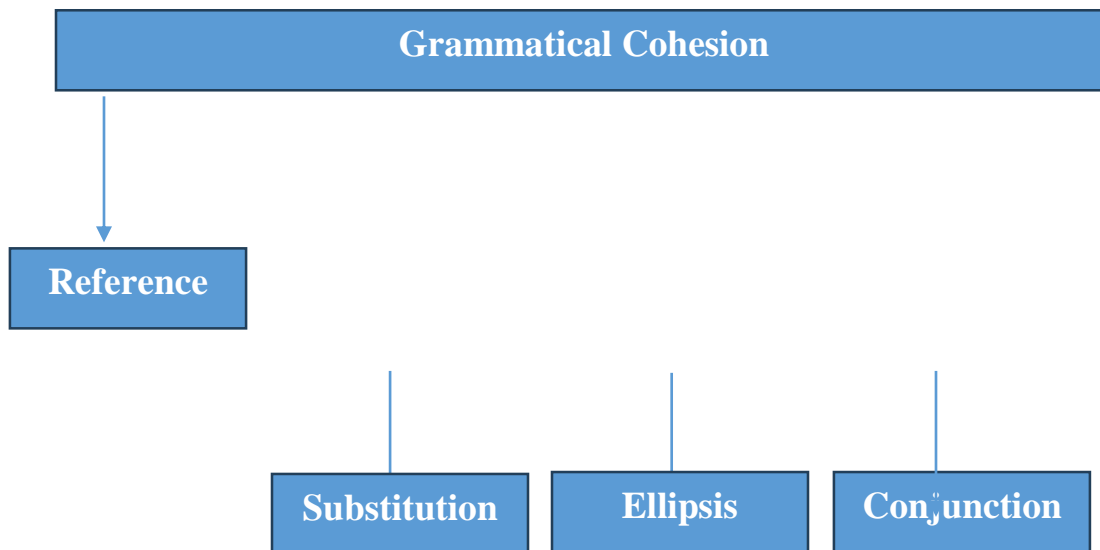 Grammatical Cohesion
Reference
Substitution
Ellipsis
Conjunction